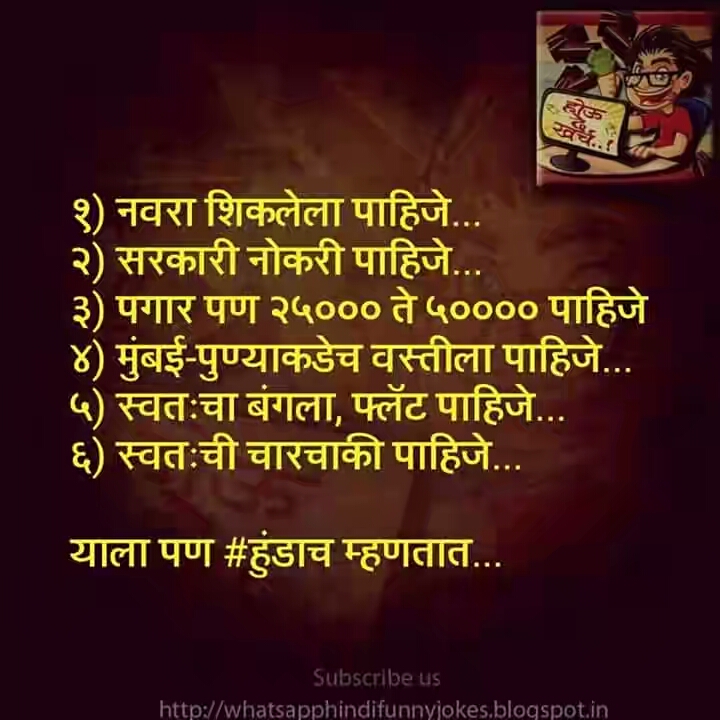 होऊ
दे
खर्च..!
१) नवरा शिकलेला पाहिजे...
२) सरकारी नोकरी पाहिजे...
३) पगार पण २५००० ते ५०००० पाहिजे
४) मुंबई-पुण्याकडेच वस्तीला पाहिजे...
५) स्वतःचा बंगला, फ्लॅट पाहिजे...
६) स्वतःची चारचाकी पाहिजे...
याला पण #हुंडाच म्हणतात...
Subscribe us
http://whatsapphindifunnyjokes.blogspot.in